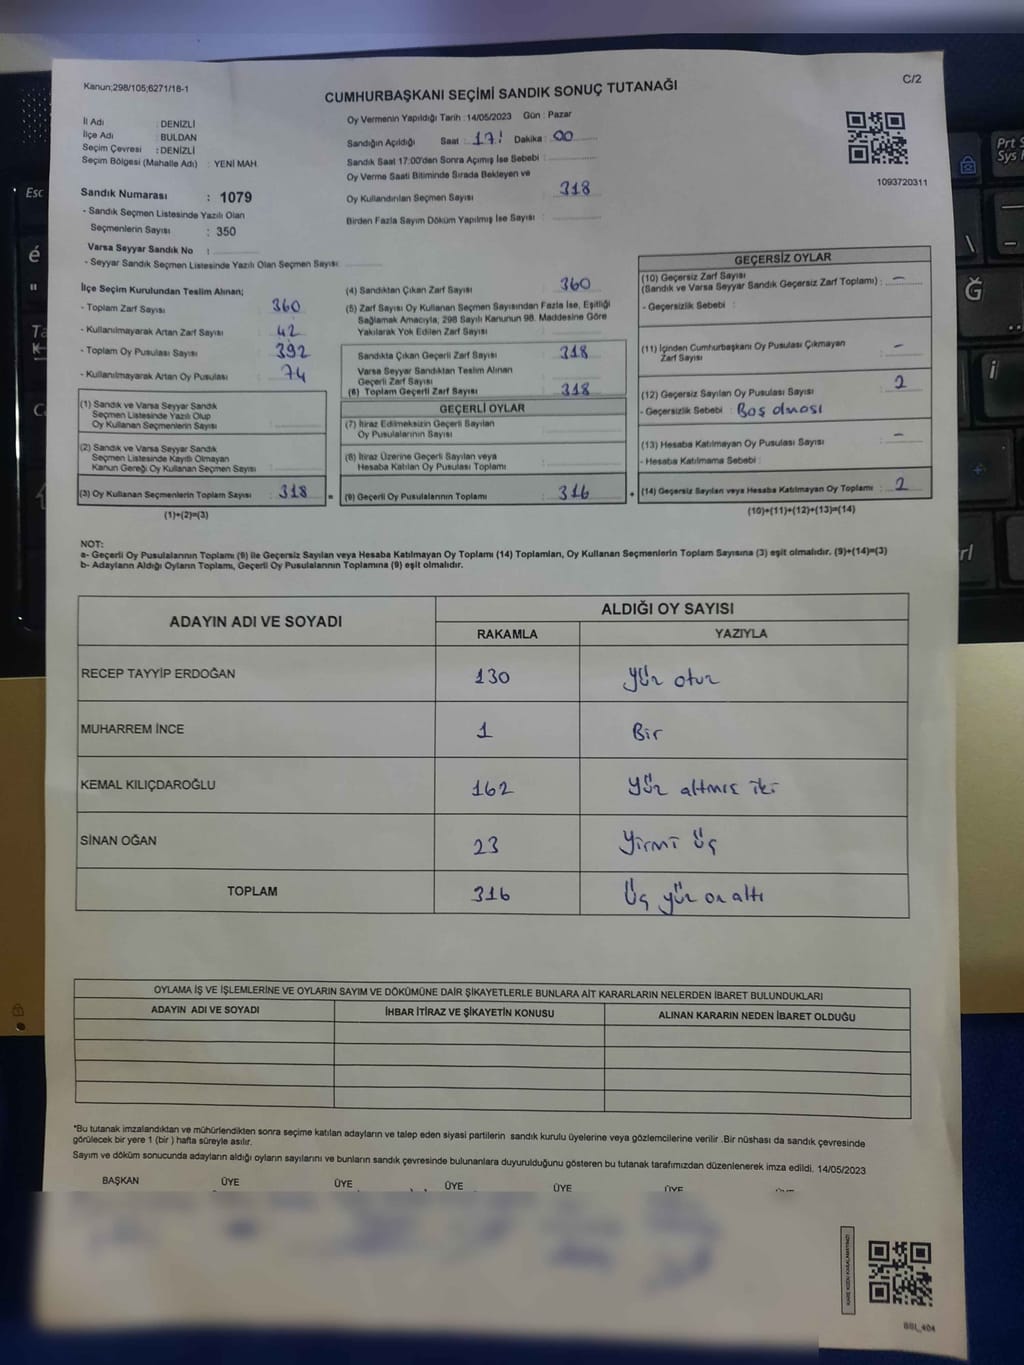 Kanun;298/105;6271/18-1
C/2
CUMHURBAŞKANI SEÇİMİ SANDIK SONUÇ TUTANAĞI
İl Adı : DENİZLİ
İlçe Adı : BULDAN
Seçim Çevresi : DENİZLİ
Seçim Bölgesi (Mahalle Adı) : YENİ MAH.
Sandık Numarası : 1079
- Sandık Seçmen Listesinde Yazılı Olan
Seçmenlerin Sayısı : 350
Varsa Seyyar Sandık No :
- Seyyar Sandık Seçmen Listesinde Yazılı Olan Seçmen Sayısı:
Oy Vermenin Yapıldığı Tarih :14/05/2023 Gün : Pazar
Sandığın Açıldığı Saat : 17: Dakika : 00
Sandık Saat 17:00'den Sonra Açılmış İse Sebebi :
Oy Verme Saati Bitiminde Sırada Bekleyen ve
Oy Kullandırılan Seçmen Sayısı : 318
Birden Fazla Sayım Döküm Yapılmış İse Sayısı :
1093720311
İlçe Seçim Kurulundan Teslim Alınan;
- Toplam Zarf Sayısı : 360
- Kullanılmayarak Artan Zarf Sayısı : 42
- Toplam Oy Pusulası Sayısı : 392
- Kullanılmayarak Artan Oy Pusulası : 74
(1) Sandık ve Varsa Seyyar Sandık
Seçmen Listesinde Yazılı Olup
Oy Kullanan Seçmenlerin Sayısı :
(2) Sandık ve Varsa Seyyar Sandık
Seçmen Listesinde Kayıtlı Olmayan
Kanun Gereği Oy Kullanan Seçmen Sayısı :
(3) Oy Kullanan Seçmenlerin Toplam Sayısı : 318
(1)+(2)=(3)
=
(4) Sandıktan Çıkan Zarf Sayısı : 360
(5) Zarf Sayısı Oy Kullanan Seçmen Sayısından Fazla İse, Eşitliği
Sağlamak Amacıyla, 298 Sayılı Kanunun 98. Maddesine Göre
Yakılarak Yok Edilen Zarf Sayısı :
Sandıkta Çıkan Geçerli Zarf Sayısı : 318
Varsa Seyyar Sandıktan Teslim Alınan
Geçerli Zarf Sayısı :
(6) Toplam Geçerli Zarf Sayısı : 318
GEÇERLİ OYLAR
(7) İtiraz Edilmeksizin Geçerli Sayılan
Oy Pusulalarının Sayısı :
(8) İtiraz Üzerine Geçerli Sayılan veya
Hesaba Katılan Oy Pusulası Toplamı :
(9) Geçerli Oy Pusulalarının Toplamı : 316
+
GEÇERSİZ OYLAR
(10) Geçersiz Zarf Sayısı
(Sandık ve Varsa Seyyar Sandık Geçersiz Zarf Toplamı) : –
- Geçersizlik Sebebi :
(11) İçinden Cumhurbaşkanı Oy Pusulası Çıkmayan
Zarf Sayısı : –
(12) Geçersiz Sayılan Oy Pusulası Sayısı : 2
- Geçersizlik Sebebi : Boş olması
(13) Hesaba Katılmayan Oy Pusulası Sayısı : –
- Hesaba Katılmama Sebebi :
(14) Geçersiz Sayılan veya Hesaba Katılmayan Oy Toplamı : 2
(10)+(11)+(12)+(13)=(14)
NOT:
a- Geçerli Oy Pusulalarının Toplamı (9) ile Geçersiz Sayılan veya Hesaba Katılmayan Oy Toplamı (14) Toplamları, Oy Kullanan Seçmenlerin Toplam Sayısına (3) eşit olmalıdır. (9)+(14)=(3)
b- Adayların Aldığı Oyların Toplamı, Geçerli Oy Pusulalarının Toplamına (9) eşit olmalıdır.
ADAYIN ADI VE SOYADI ALDIĞI OY SAYISI
RAKAMLA YAZIYLA
RECEP TAYYİP ERDOĞAN 130 Yüz otuz
MUHARREM İNCE 1 Bir
KEMAL KILIÇDAROĞLU 162 Yüz altmış iki
SİNAN OĞAN 23 Yirmi üç
TOPLAM 316 Üç yüz on altı
OYLAMA İŞ VE İŞLEMLERİNE VE OYLARIN SAYIM VE DÖKÜMÜNE DAİR ŞİKAYETLERLE BUNLARA AİT KARARLARIN NELERDEN İBARET BULUNDUKLARI
ADAYIN ADI VE SOYADI İHBAR İTİRAZ VE ŞİKAYETİN KONUSU ALINAN KARARIN NEDEN İBARET OLDUĞU
*Bu tutanak imzalandıktan ve mühürlendikten sonra seçime katılan adayların ve talep eden siyasi partilerin sandık kurulu üyelerine veya gözlemcilerine verilir .Bir nüshası da sandık çevresinde
görülecek bir yere 1 (bir ) hafta süreyle asılır.
Sayım ve döküm sonucunda adayların aldığı oyların sayılarını ve bunların sandık çevresinde bulunanlara duyurulduğunu gösteren bu tutanak tarafımızdan düzenlenerek imza edildi. 14/05/2023
BAŞKAN ÜYE ÜYE ÜYE ÜYE ÜYE
BSI_404
Esc
é
"
Prt
Sys
Ğ
\
i